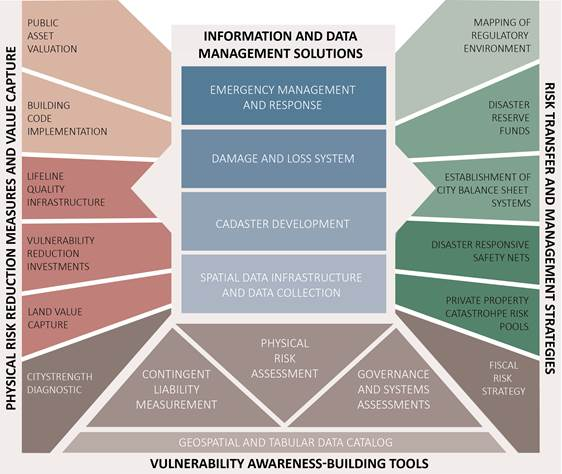 PHYSICAL RISK REDUCTION MEASURES AND VALUE CAPTURE
PUBLIC
ASSET
VALUATION
BUILDING
CODE
IMPLEMENTATION
LIFELINE
QUALITY
INFRASTRUCTURE
VULNERABILITY
REDUCTION
INVESTMENTS
LAND VALUE
CAPTURE
CITYSTRENGTH
DIAGNOSTIC
INFORMATION AND DATA
MANAGEMENT SOLUTIONS
EMERGENCY MANAGEMENT
AND RESPONSE
DAMAGE AND LOSS SYSTEM
CADASTER DEVELOPMENT
SPATIAL DATA INFRASTRUCTURE
AND DATA COLLECTION
MAPPING OF
REGULATORY
ENVIRONMENT
DISASTER
RESERVE
FUNDS
ESTABLISHMENT OF
CITY BALANCE SHEET
SYSTEMS
DISASTER RESPONSIVE
SAFETY NETS
PRIVATE PROPERTY
CATASTROHPE RISK
POOLS
FISCAL
RISK
STRATEGY
RISK TRANSFER AND MANAGEMENT STRATEGIES
CONTINGENT
LIABILITY
MEASUREMENT
PHYSICAL
RISK
ASSESSMENT
GOVERNANCE
AND SYSTEMS
ASSESSMENTS
GEOSPATIAL AND TABULAR DATA CATALOG
VULNERABILITY AWARENESS-BUILDING TOOLS